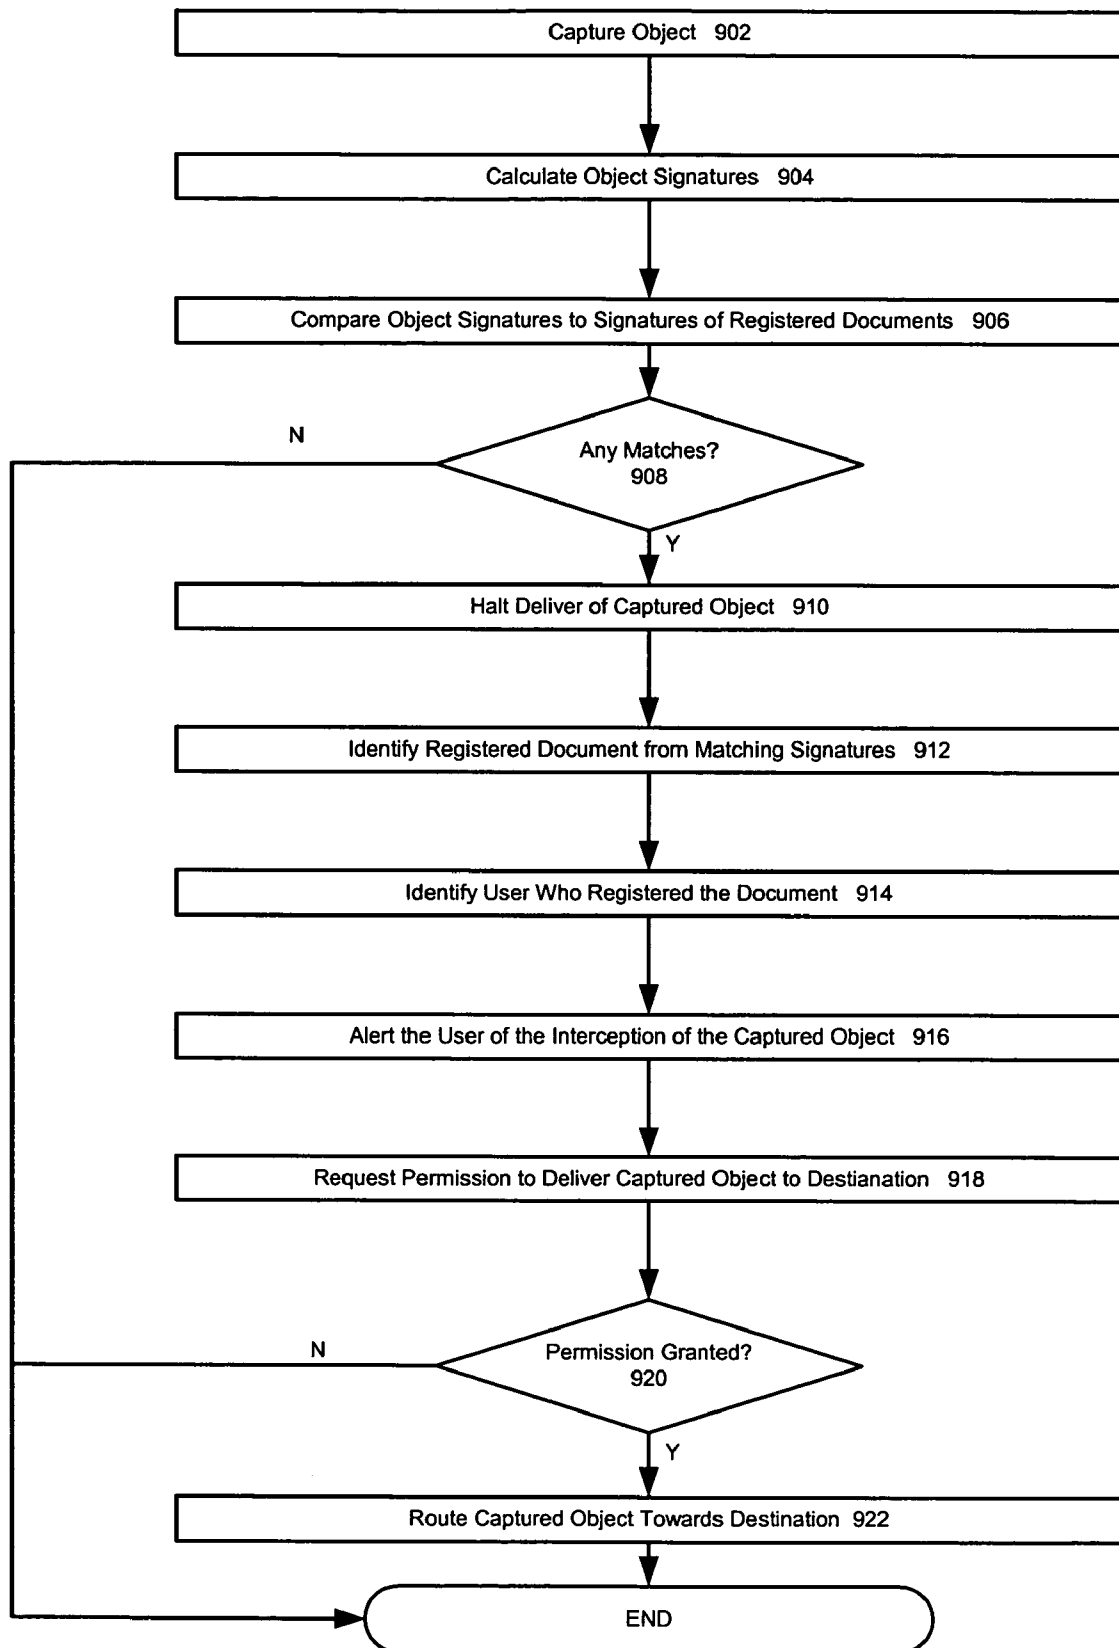 Capture Object 902
Calculate Object Signatures 904
Compare Object Signatures to Signatures of Registered Documents 906
N
Any Matches?
908
Y
Halt Deliver of Captured Object 910
Identify Registered Document from Matching Signatures 912
Identify User Who Registered the Document 914
Alert the User of the Interception of the Captured Object 916
Request Permission to Deliver Captured Object to Destianation 918
N
Permission Granted?
920
Y
Route Captured Object Towards Destination 922
END